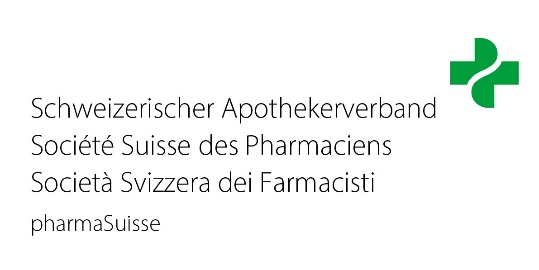 Schweizerischer Apothekerverband
Société Suisse des Pharmaciens
Società Svizzera dei Farmacisti
pharmaSuisse